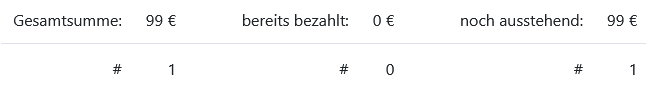 Gesamtsumme: 99 € bereits bezahlt: 0 € noch ausstehend: 99 €
# 1 # 0 # 1